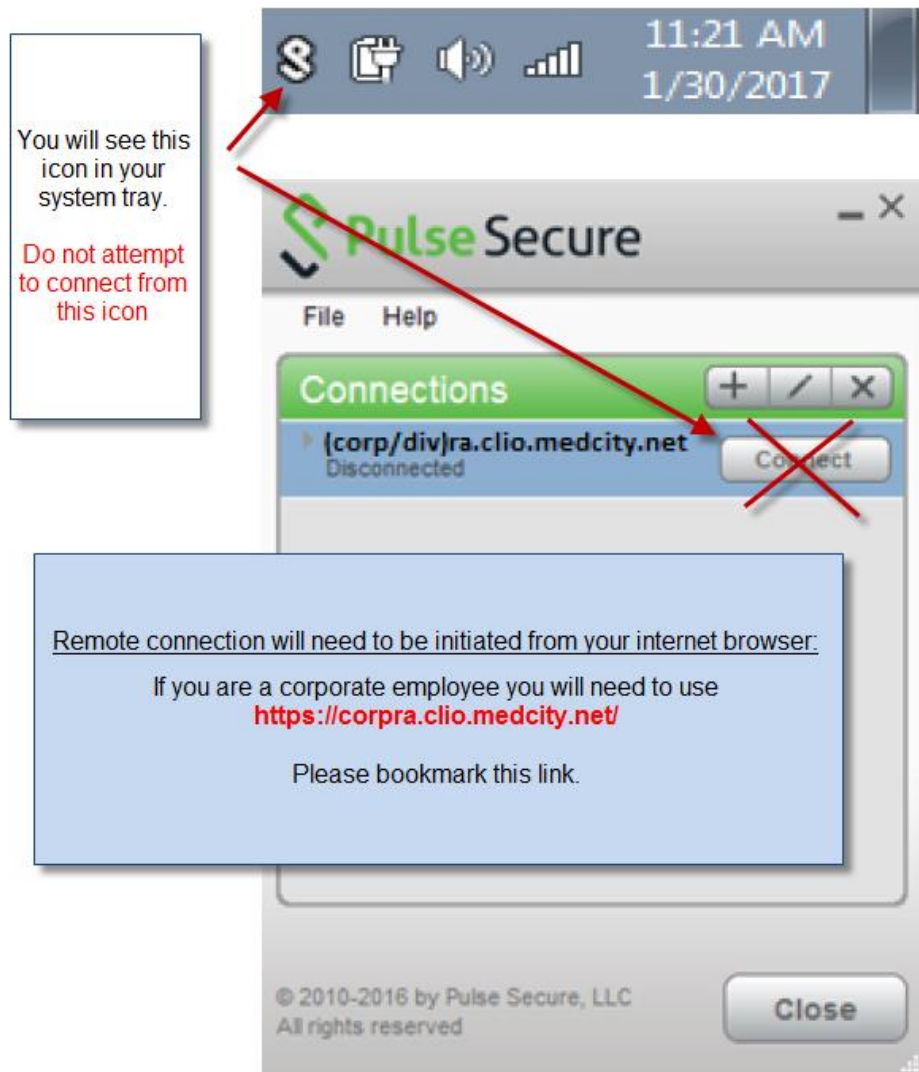 11:21 AM
1/30/2017
You will see this
icon in your
system tray.
Do not attempt
to connect from
this icon
Pulse Secure
File Help
Connections
(corp/div)ra.clio.medcity.net
Disconnected
Connect
Remote connection will need to be initiated from your internet browser:
If you are a corporate employee you will need to use
https://corpra.clio.medcity.net/
Please bookmark this link.
© 2010-2016 by Pulse Secure, LLC
All rights reserved
Close